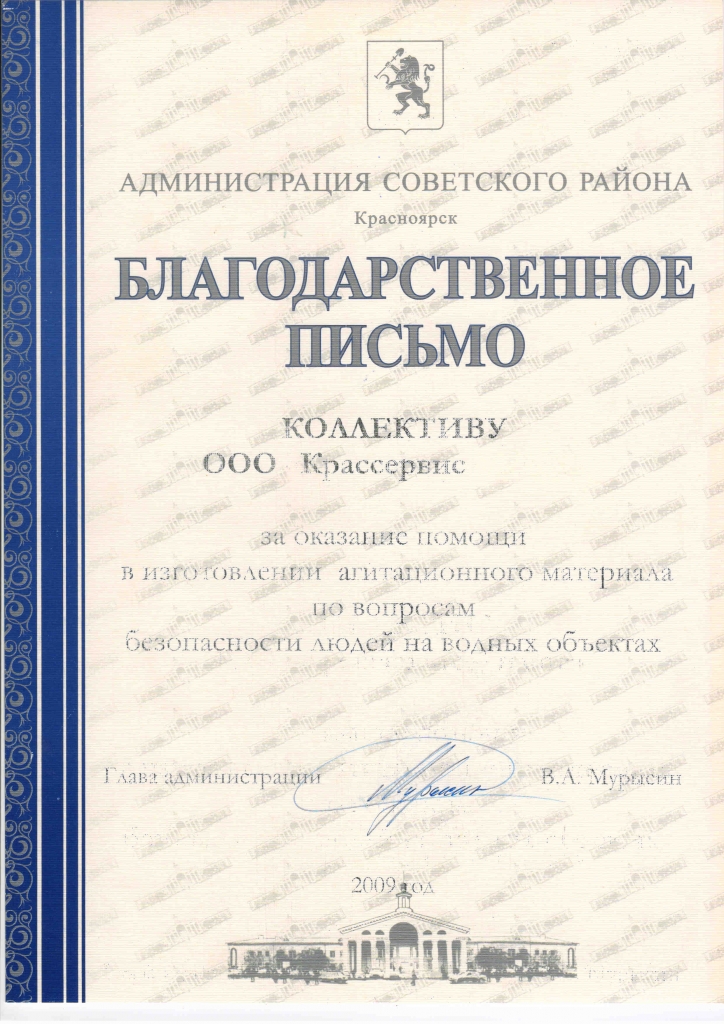 АДМИНИСТРАЦИЯ СОВЕТСКОГО РАЙОНА
Красноярск
БЛАГОДАРСТВЕННОЕ
ПИСЬМО
КОЛЛЕКТИВУ
ООО Крассервис
за оказание помощи
в изготовлении агитационного материала
по вопросам
безопасности людей на водных объектах
Глава администрации В.А. Мурысин
2009 год